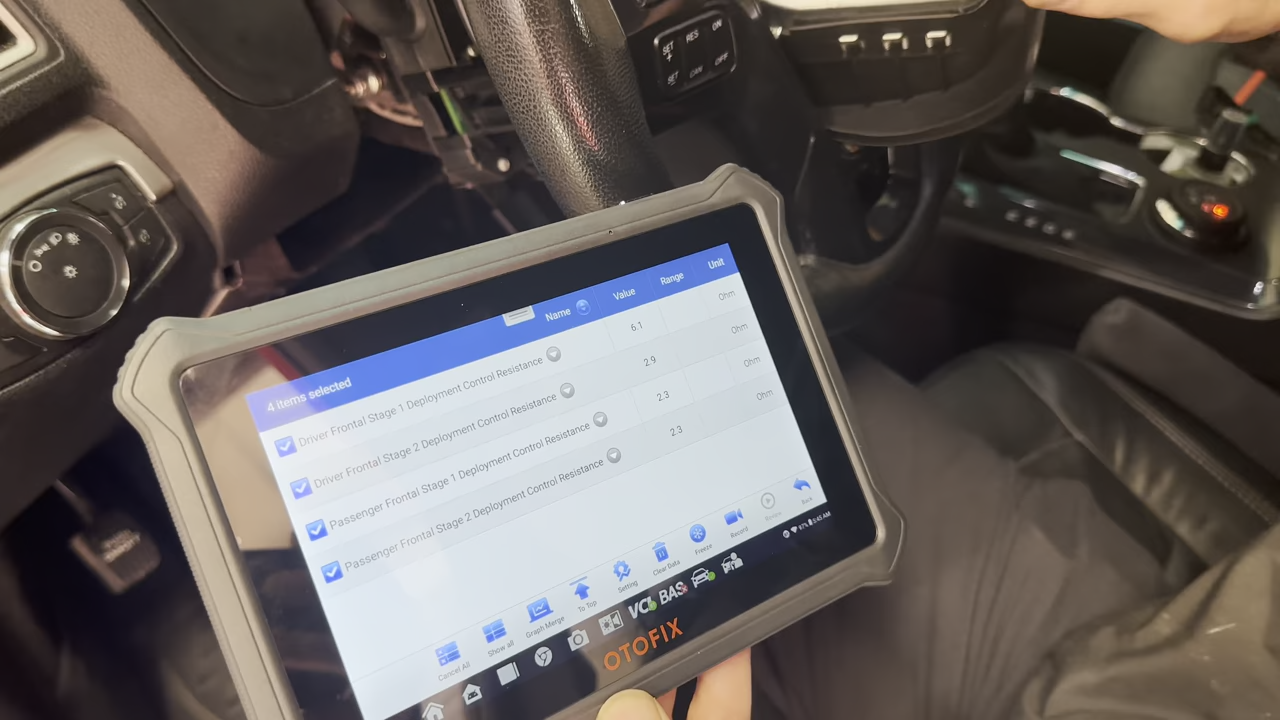 SET + RES ON
SET CAN OFF
4 items selected Name Value Range Unit
Driver Frontal Stage 1 Deployment Control Resistance 6.1 Ohm
Driver Frontal Stage 2 Deployment Control Resistance 2.9 Ohm
Passenger Frontal Stage 1 Deployment Control Resistance 2.3 Ohm
Passenger Frontal Stage 2 Deployment Control Resistance 2.3 Ohm
Cancel All Show all Graph Merge To Top Setting Clear Data Freeze Record Back
VCI BAS
OTOFIX